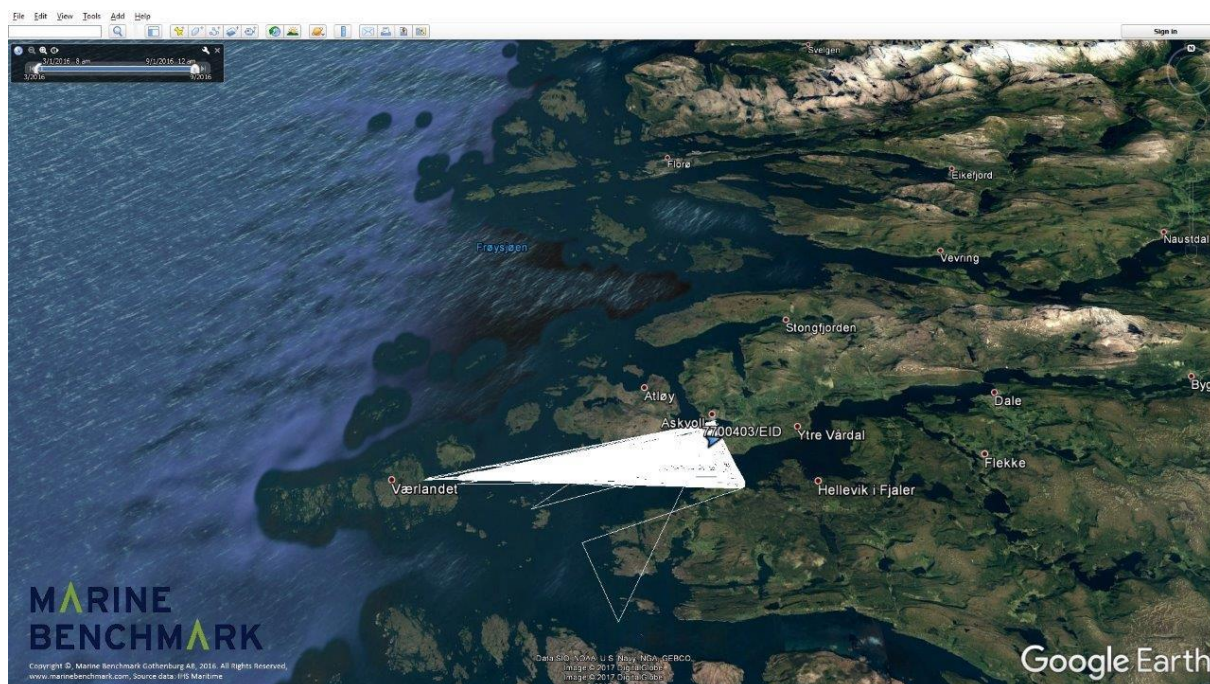 File Edit View Tools Add Help
Sign in
3/1/2016 8 am 9/1/2016 12 am
3/2016 9/2016
Svelgen
Florø
Eikefjord
Naustdal
Frøysjøen
Vevring
Stongfjorden
Atløy
Askvoll
7700403/EID
Ytre Vårdal
Dale
Flekke
Værlandet
Hellevik i Fjaler
MARINE
BENCHMARK
Copyright ©, Marine Benchmark Gothenburg AB, 2016. All Rights Reserved,
www.marinebenchmark.com, Source data: IHS Maritime
Data SIO, NOAA, U.S. Navy, NGA, GEBCO
Image © 2017 DigitalGlobe
Image © 2017 DigitalGlobe
Google Earth